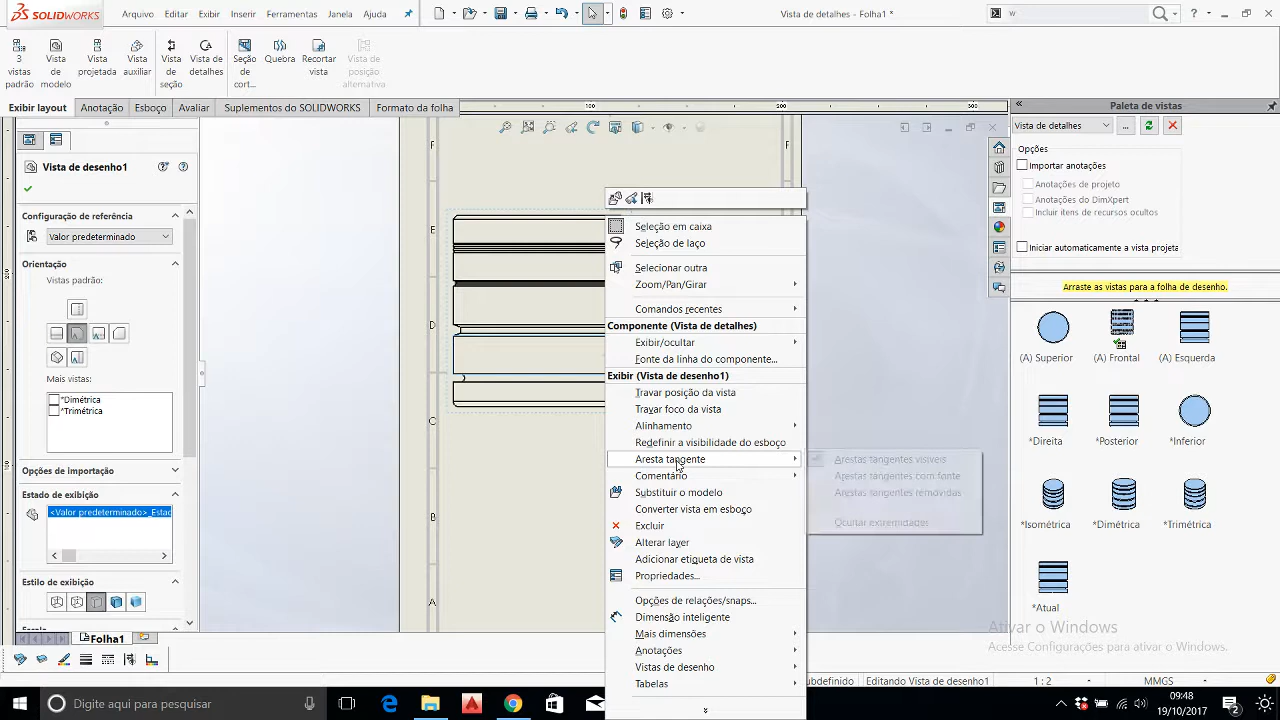 SOLIDWORKS
Arquivo Editar Exibir Inserir Ferramentas Janela Ajuda
Vista de detalhes - Folha1 *
w
3 vistas padrão
Vista de modelo
Vista projetada
Vista auxiliar
Vista de seção
Vista de detalhes
Seção de cort...
Quebra
Recortar vista
Vista de posição alternativa
Exibir layout Anotação Esboço Avaliar Suplementos do SOLIDWORKS Formato da folha
100 200 300
Paleta de vistas
Vista de detalhes
...
Opções
Importar anotações
Anotações de projeto
Anotações do DimXpert
Incluir itens de recursos ocultos
Iniciar automaticamente a vista projeta
Arraste as vistas para a folha de desenho.
(A) Superior (A) Frontal (A) Esquerda
*Direita *Posterior *Inferior
*Isométrica *Dimétrica *Trimétrica
*Atual
Vista de desenho1
Configuração de referência
Valor predeterminado
Orientação
Vistas padrão:
Mais vistas:
*Dimétrica
*Trimétrica
Opções de importação
Estado de exibição
<Valor predeterminado>_Estac
Estilo de exibição
F F
E
D
C
B
A
Seleção em caixa
Seleção de laço
Selecionar outra
Zoom/Pan/Girar
Comandos recentes
Componente (Vista de detalhes)
Exibir/ocultar
Fonte da linha do componente...
Exibir (Vista de desenho1)
Travar posição da vista
Travar foco da vista
Alinhamento
Redefinir a visibilidade do esboço
Aresta tangente
Comentário
Substituir o modelo
Converter vista em esboço
Excluir
Alterar layer
Adicionar etiqueta de vista
Propriedades...
Opções de relações/snaps...
Dimensão inteligente
Mais dimensões
Anotações
Vistas de desenho
Tabelas
Arestas tangentes visíveis
Arestas tangentes com fonte
Arestas tangentes removidas
Ocultar extremidades
Ativar o Windows
Acesse Configurações para ativar o Windows.
Folha1
Editando Vista de desenho1 1 : 2 MMGS
Digite aqui para pesquisar
09:48
19/10/2017
2